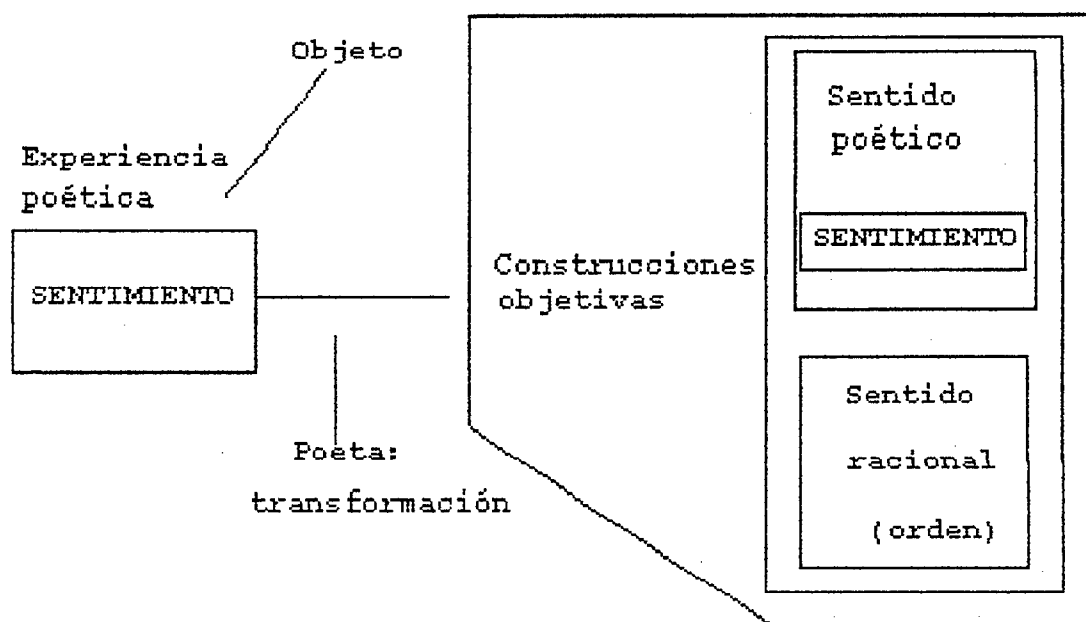 Objeto
Experiencia
poética
SENTIMIENTO
Poeta:
transformación
Construcciones
objetivas
Sentido
poético
SENTIMIENTO
Sentido
racional
(orden)